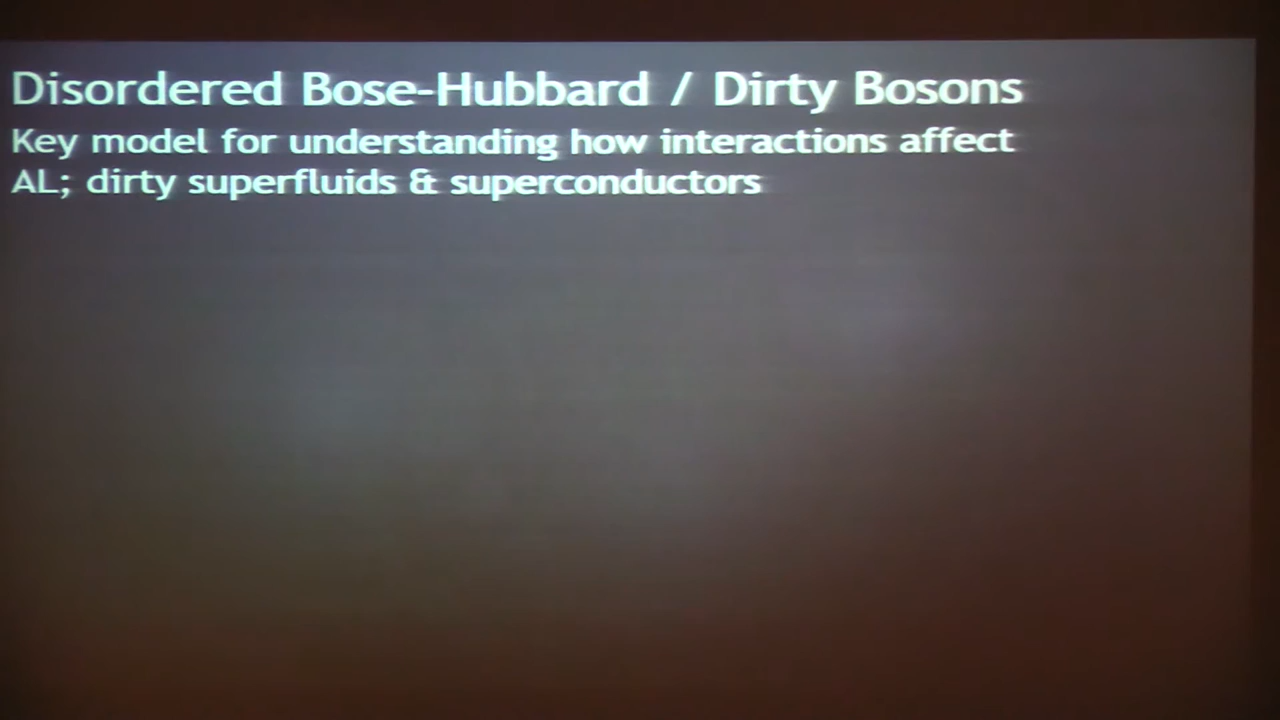 Disordered Bose-Hubbard / Dirty Bosons
Key model for understanding how interactions affect
AL; dirty superfluids & superconductors